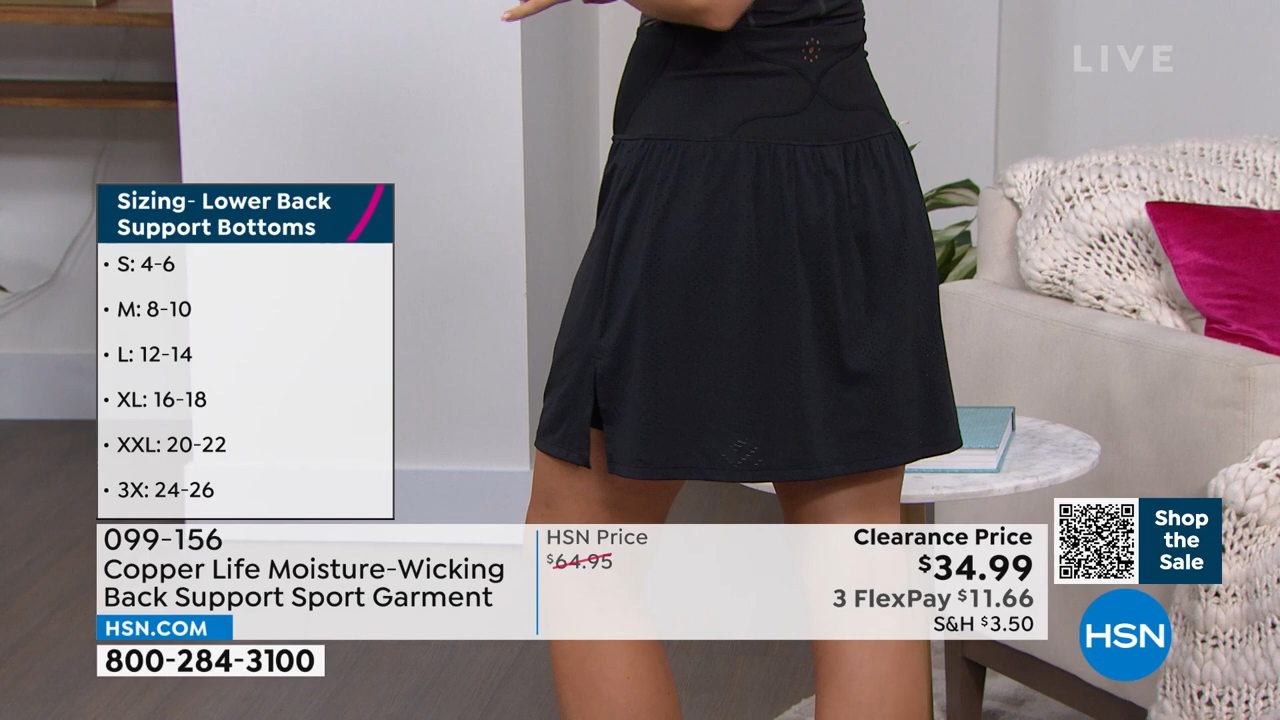 LIVE
Sizing- Lower Back
Support Bottoms
• S: 4-6
• M: 8-10
• L: 12-14
• XL: 16-18
• XXL: 20-22
• 3X: 24-26
099-156
Copper Life Moisture-Wicking
Back Support Sport Garment
HSN.COM
800-284-3100
HSN Price
$64.95
Clearance Price
$34.99
3 FlexPay $11.66
S&H $3.50
Shop
the
Sale
HSN